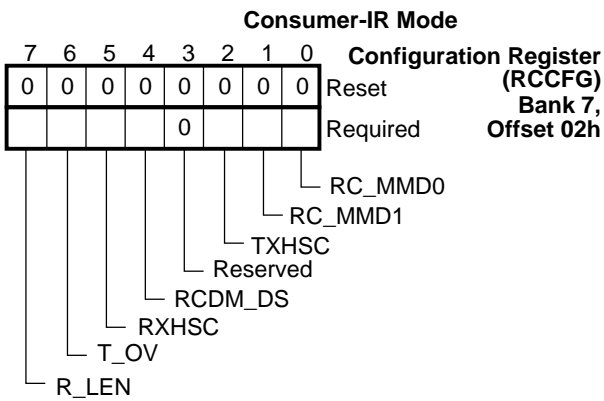 Consumer-IR Mode
Configuration Register
(RCCFG)
Bank 7,
Offset 02h
7 6 5 4 3 2 1 0
0 0 0 0 0 0 0 0 Reset
0 Required
RC_MMD0
RC_MMD1
TXHSC
Reserved
RCDM_DS
RXHSC
T_OV
R_LEN